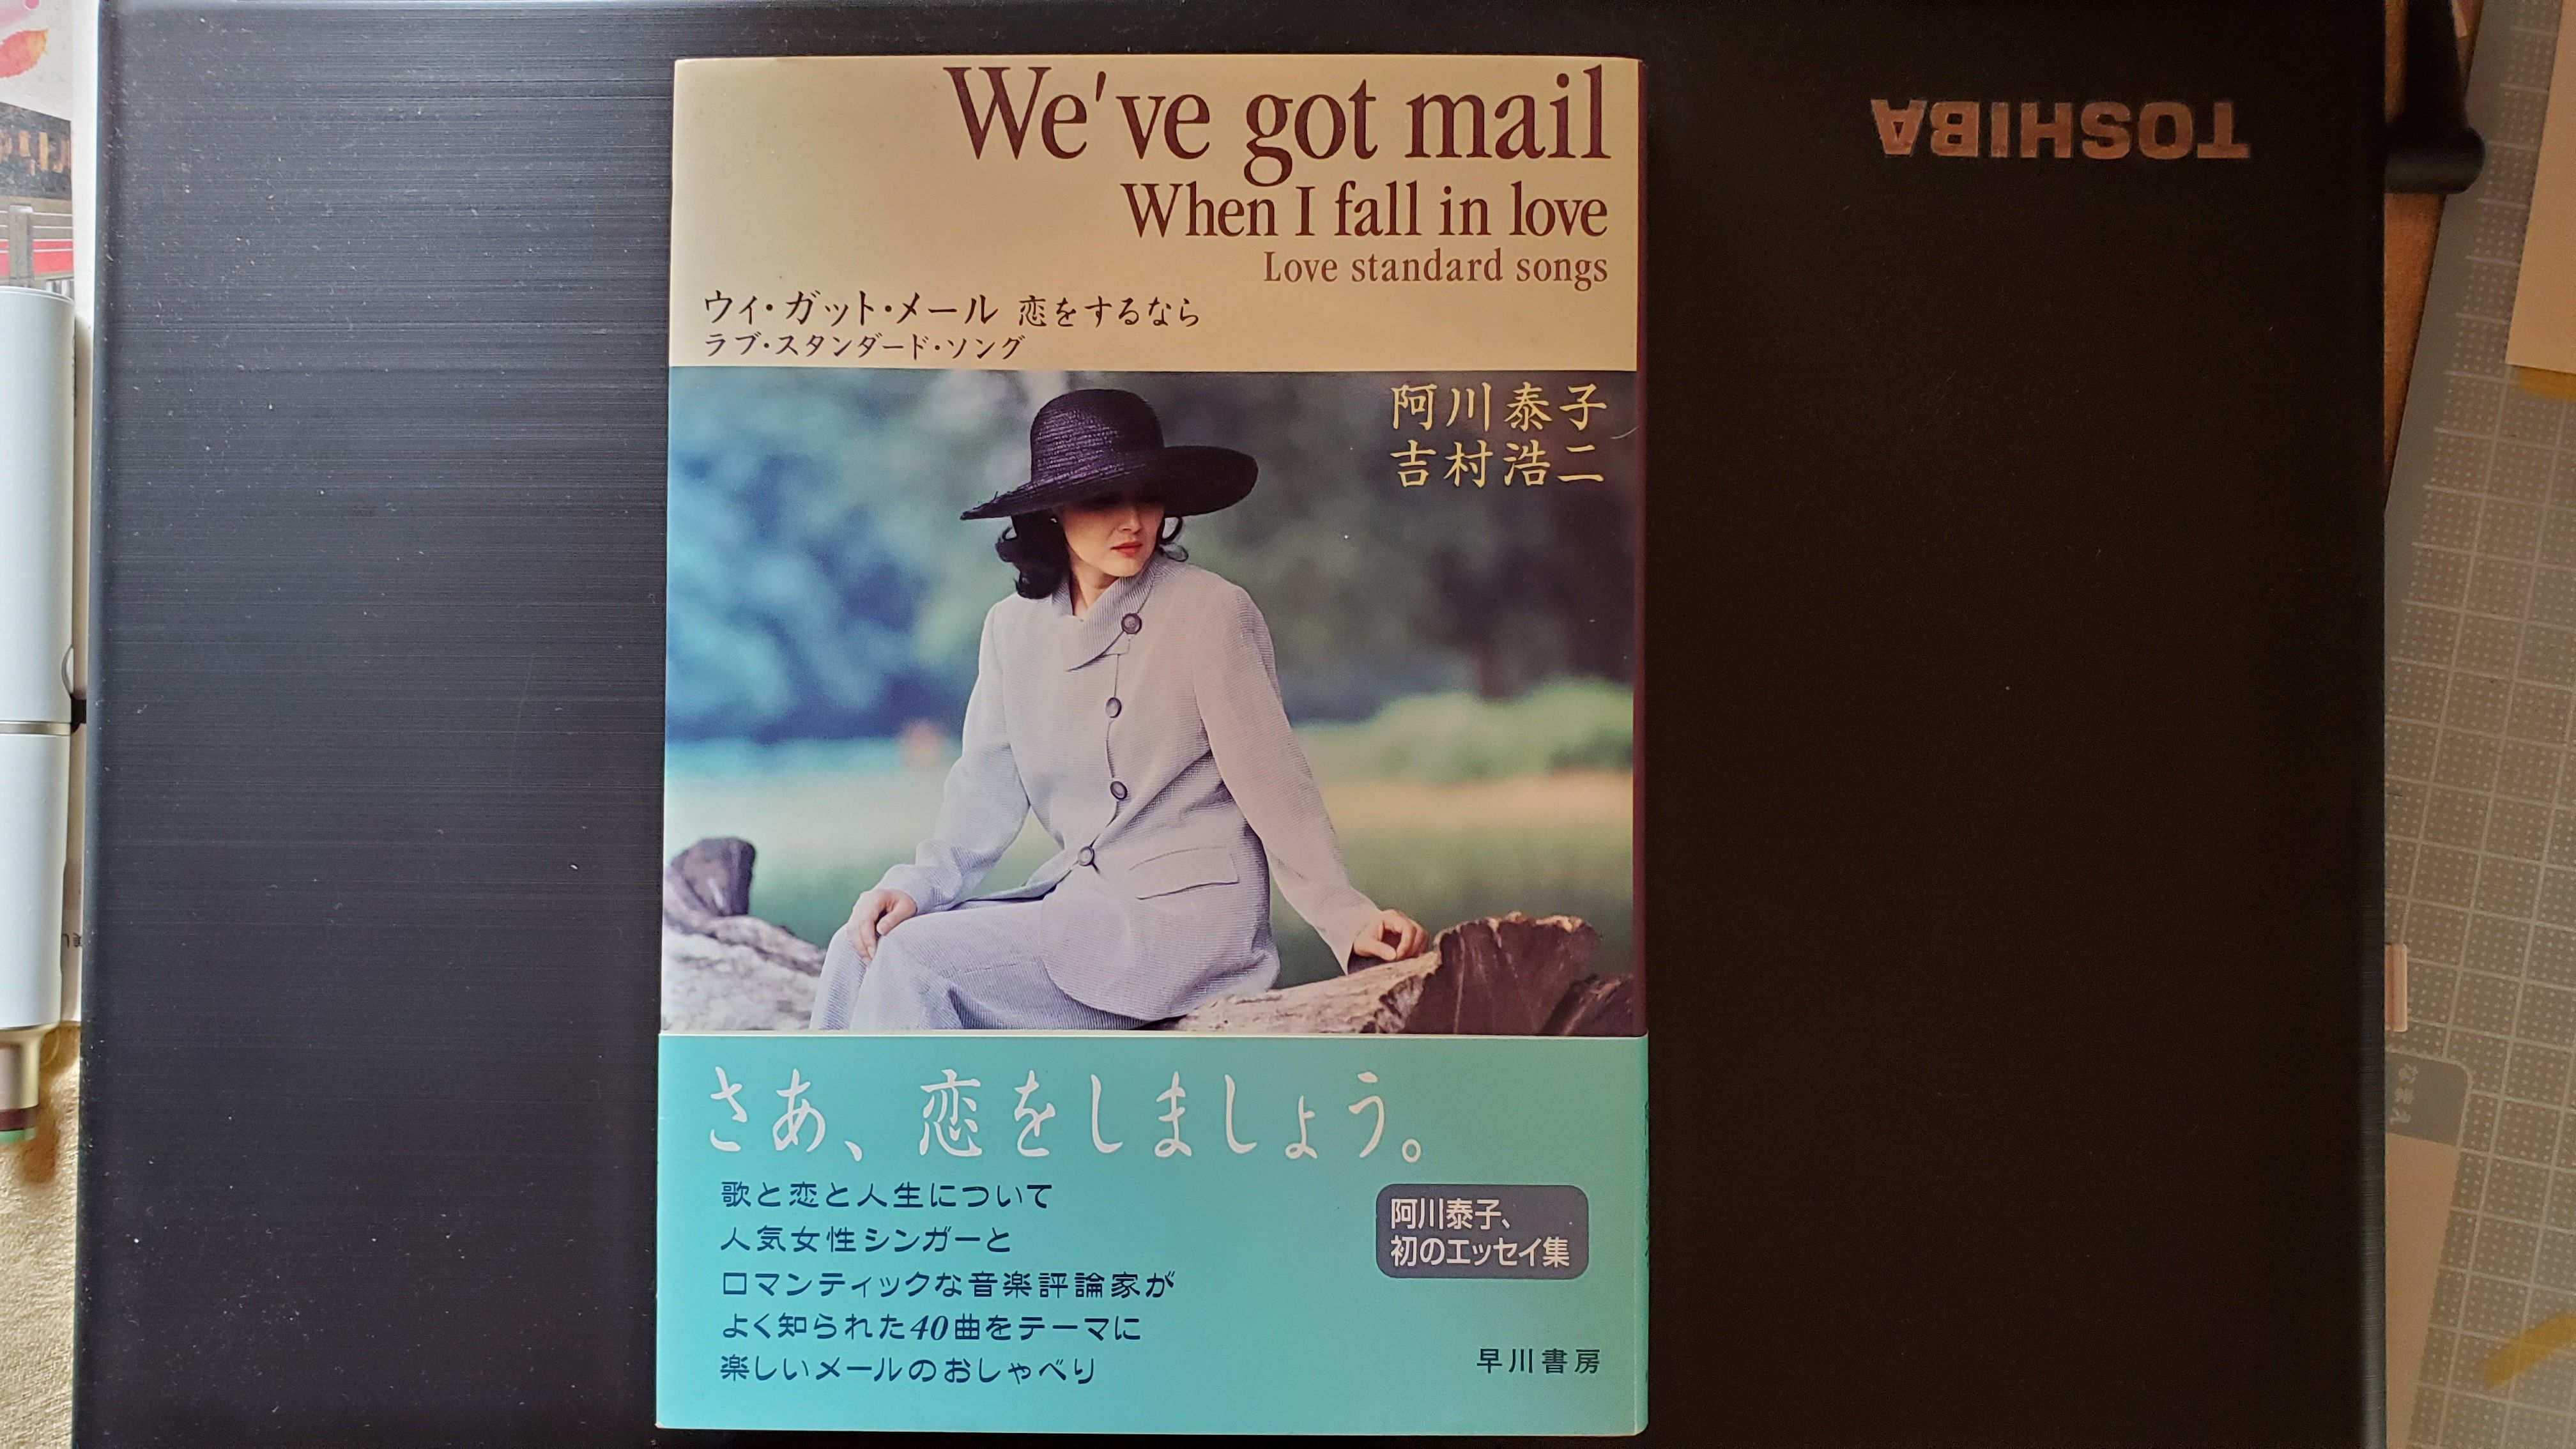 We've got mail
When I fall in love
Love standard songs
ウィ・ガット・メール 恋をするなら
ラブ・スタンダード・ソング
阿川泰子
吉村浩二
さあ、恋をしましょう。
歌と恋と人生について
人気女性シンガーと
ロマンティックな音楽評論家が
よく知られた40曲をテーマに
楽しいメールのおしゃべり
阿川泰子、
初のエッセイ集
早川書房
TOSHIBA